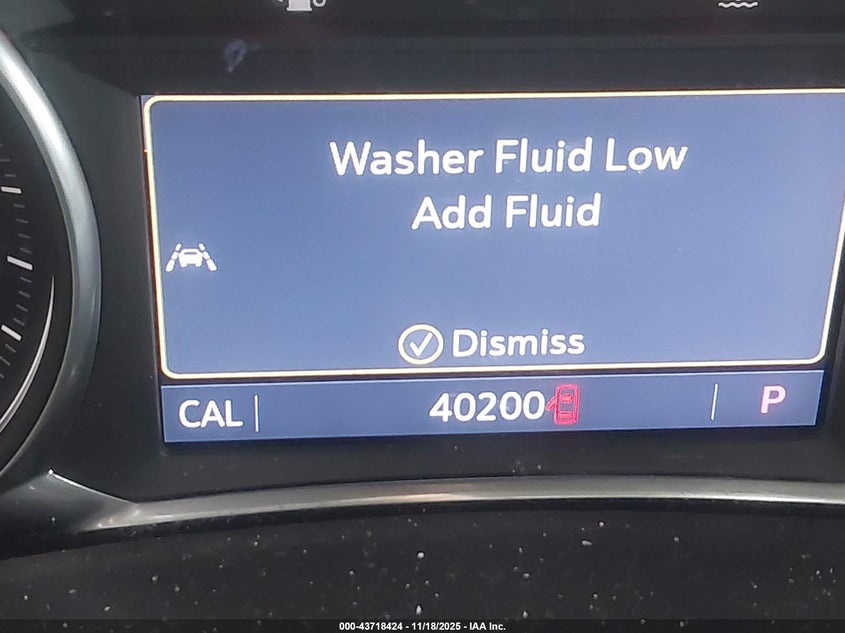 Washer Fluid Low
Add Fluid
Dismiss
CAL 40200 P
000-43718424 - 11/18/2025 - IAA Inc.